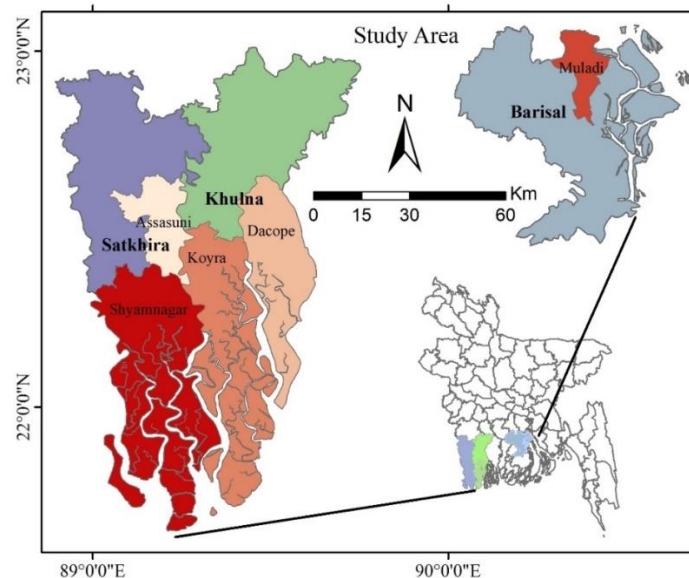 Study Area
23°0'0"N
22°0'0"N
89°0'0"E
90°0'0"E
N
Km
0 15 30 60
Muladi
Barisal
Khulna
Assasuni
Satkhira
Dacope
Koyra
Shyamnagar